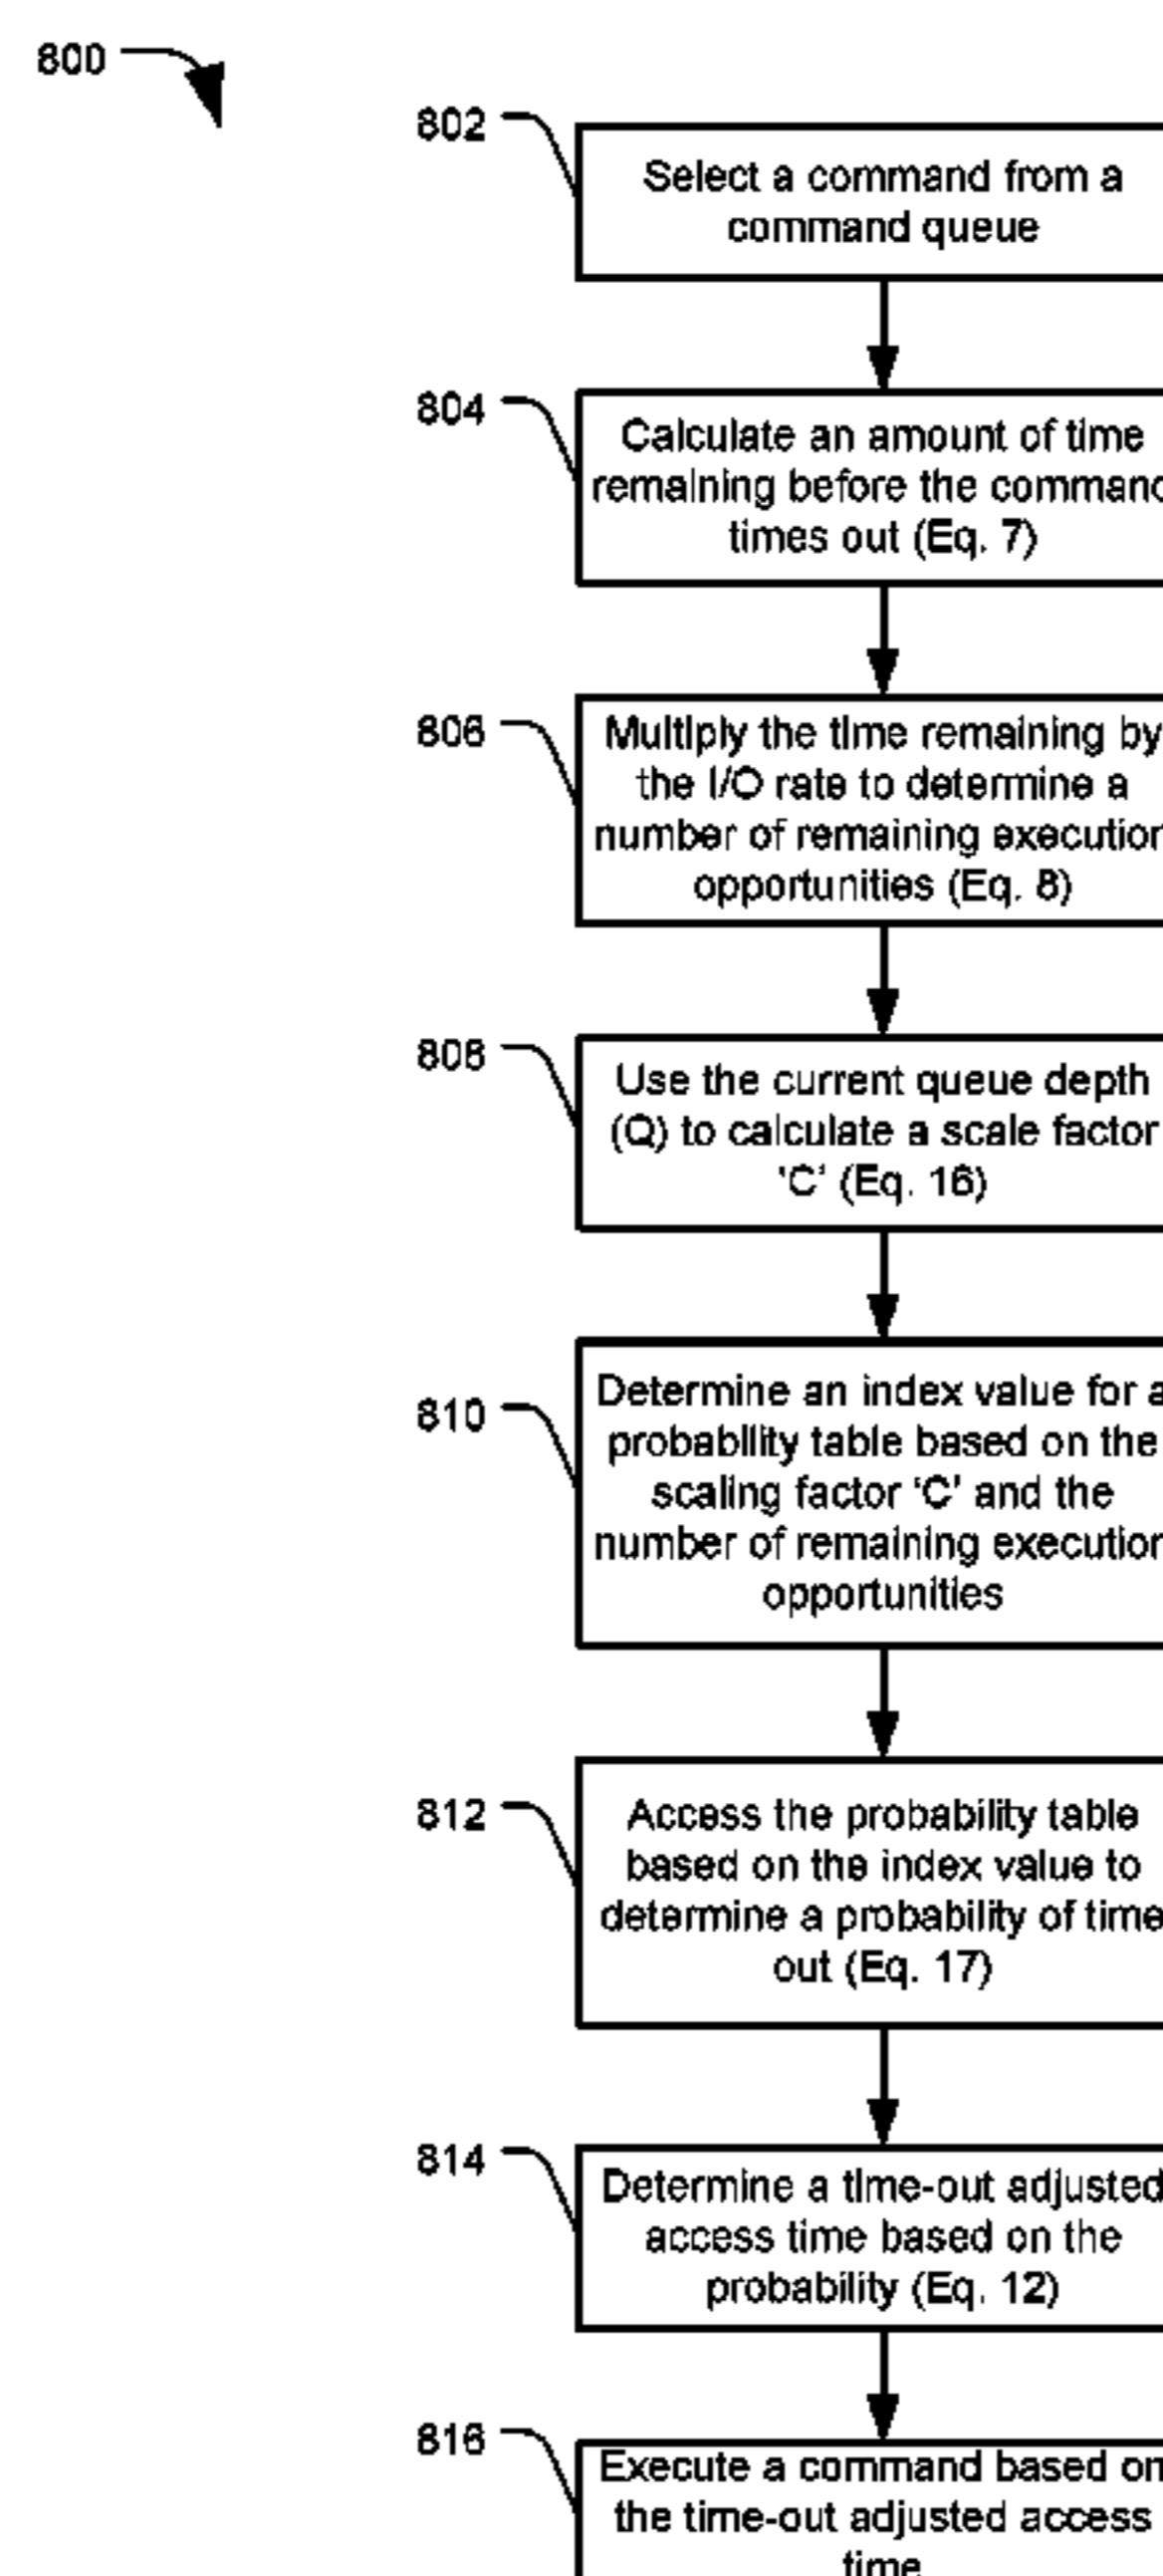 800
802
Select a command from a
command queue
804
Calculate an amount of time
remaining before the command
times out (Eq. 7)
806
Multiply the time remaining by
the I/O rate to determine a
number of remaining execution
opportunities (Eq. 8)
808
Use the current queue depth
(Q) to calculate a scale factor
'C' (Eq. 16)
810
Determine an index value for a
probability table based on the
scaling factor 'C' and the
number of remaining execution
opportunities
812
Access the probability table
based on the index value to
determine a probability of time
out (Eq. 17)
814
Determine a time-out adjusted
access time based on the
probability (Eq. 12)
816
Execute a command based on
the time-out adjusted access
time